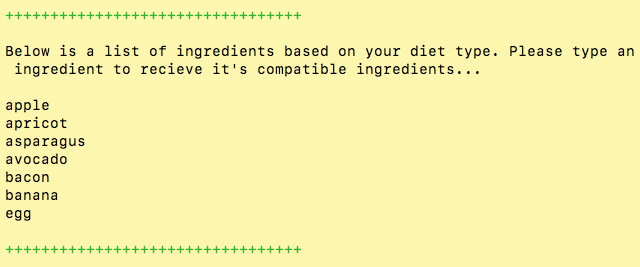 +++++++++++++++++++++++++++++++++
Below is a list of ingredients based on your diet type. Please type an
ingredient to recieve it's compatible ingredients...
apple
apricot
asparagus
avocado
bacon
banana
egg
+++++++++++++++++++++++++++++++++